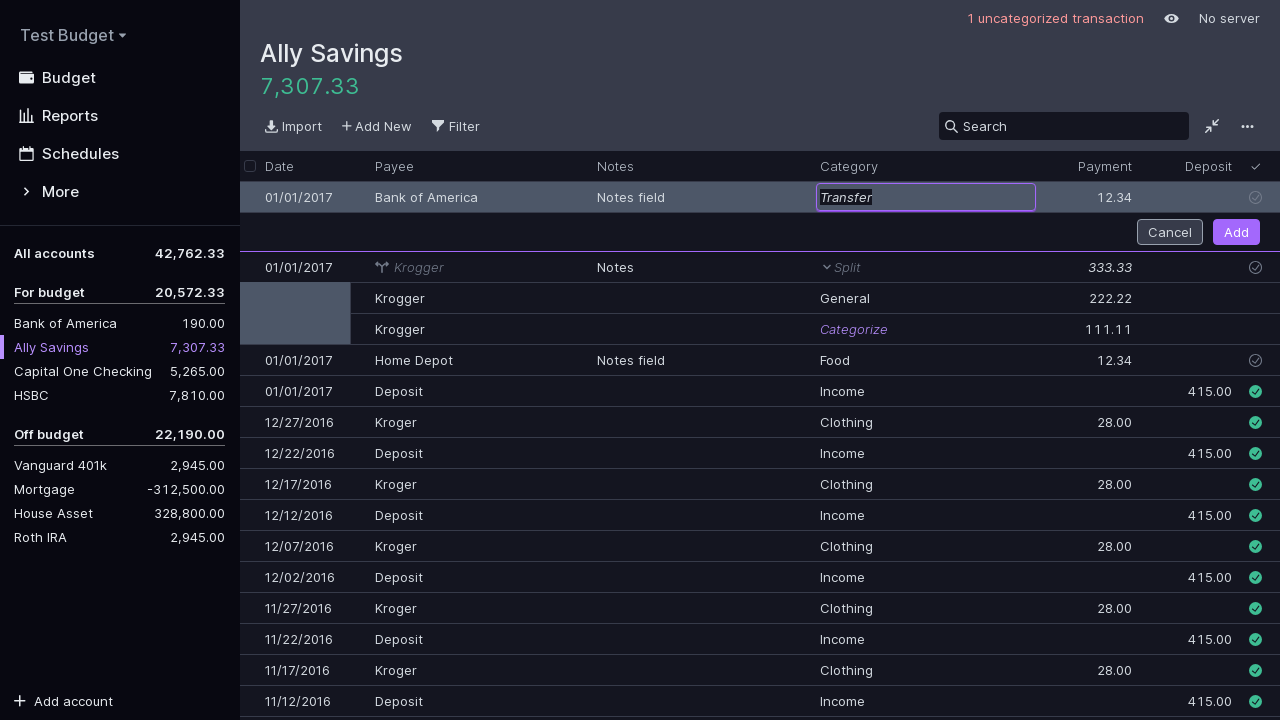 Test Budget
Budget
Reports
Schedules
More
All accounts 42,762.33
For budget 20,572.33
Bank of America 190.00
Ally Savings 7,307.33
Capital One Checking 5,265.00
HSBC 7,810.00
Off budget 22,190.00
Vanguard 401k 2,945.00
Mortgage -312,500.00
House Asset 328,800.00
Roth IRA 2,945.00
Add account
1 uncategorized transaction No server
Ally Savings
7,307.33
Import Add New Filter Search
Date Payee Notes Category Payment Deposit
01/01/2017 Bank of America Notes field Transfer 12.34
Cancel Add
01/01/2017 Krogger Notes Split 333.33
Krogger General 222.22
Krogger Categorize 111.11
01/01/2017 Home Depot Notes field Food 12.34
01/01/2017 Deposit Income 415.00
12/27/2016 Kroger Clothing 28.00
12/22/2016 Deposit Income 415.00
12/17/2016 Kroger Clothing 28.00
12/12/2016 Deposit Income 415.00
12/07/2016 Kroger Clothing 28.00
12/02/2016 Deposit Income 415.00
11/27/2016 Kroger Clothing 28.00
11/22/2016 Deposit Income 415.00
11/17/2016 Kroger Clothing 28.00
11/12/2016 Deposit Income 415.00